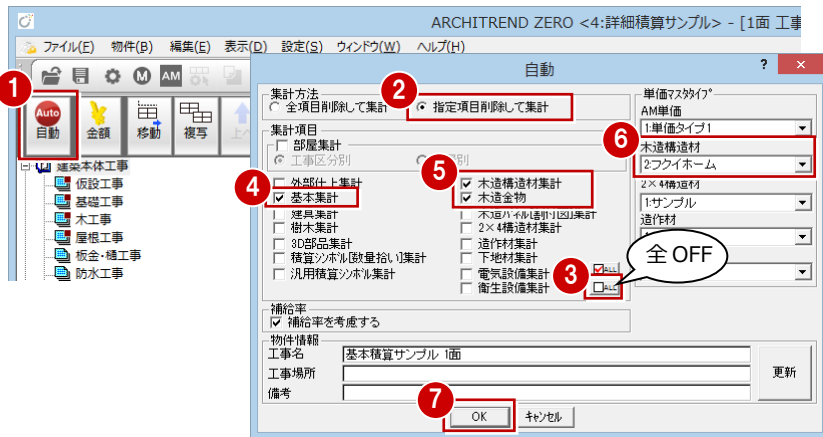 ARCHITREND ZERO <4:詳細積算サンプル> - [1面 工事
ファイル(F) 物件(B) 編集(E) 表示(D) 設定(S) ウィンドウ(W) ヘルプ(H)
M AM
1
Auto
自動 金額 移動 複写
建築本体工事
仮設工事
基礎工事
木工事
屋根工事
板金・樋工事
防水工事
自動 ? ×
集計方法
全項目削除して集計 2 指定項目削除して集計
集計項目
部屋集計
工事区分別
4 外部仕上集計
基本集計
建具集計
樹木集計
3D部品集計
積算シンボル[数量拾い]集計
汎用積算シンボル集計
5 木造構造材集計
木造金物
木造パネル[割付図]集計
2×4構造材集計
造作材集計
下地材集計
電気設備集計
衛生設備集計
3 ALL
ALL
全OFF
単価マスタタイプ
AM単価
1:単価タイプ1
6 木造構造材
2:フクイホーム
2×4構造材
1:サンプル
造作材
補給率
補給率を考慮する
物件情報
工事名 基本積算サンプル 1面
工事場所
備考
更新
7 OK キャンセル